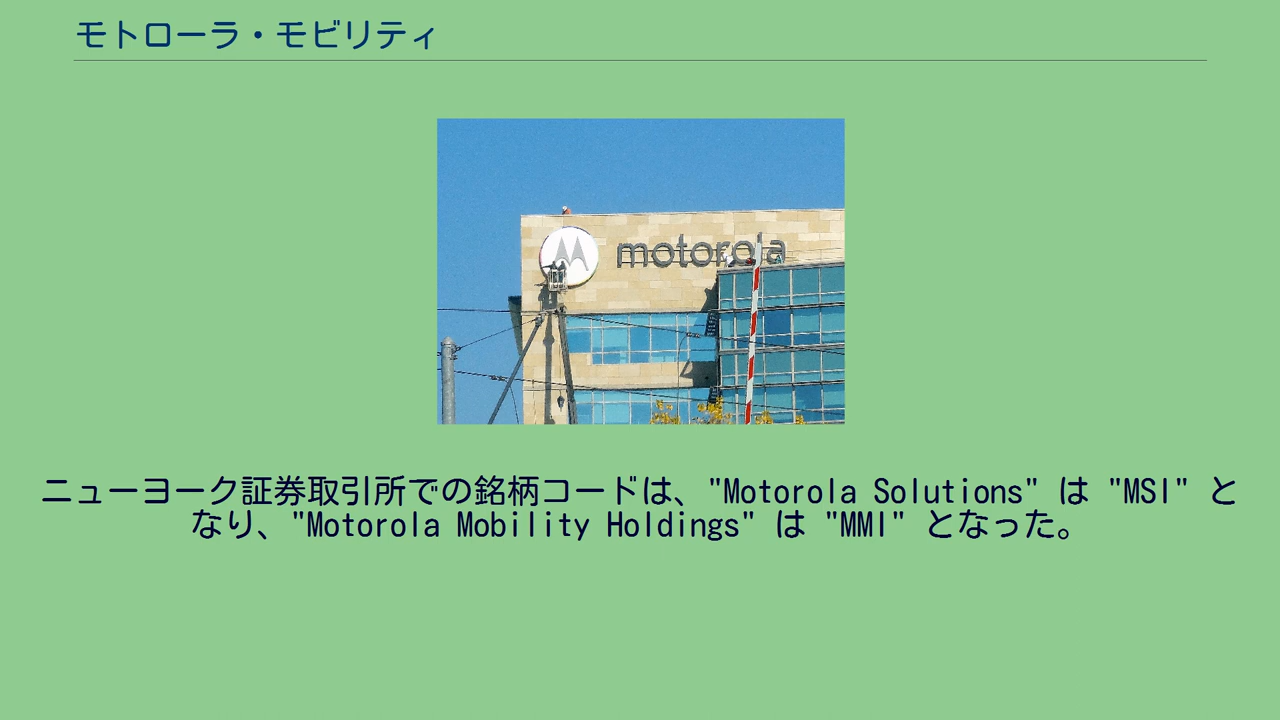 モトローラ・モビリティ
motorola
ニューヨーク証券取引所での銘柄コードは、"Motorola Solutions" は "MSI" と
なり、"Motorola Mobility Holdings" は "MMI" となった。